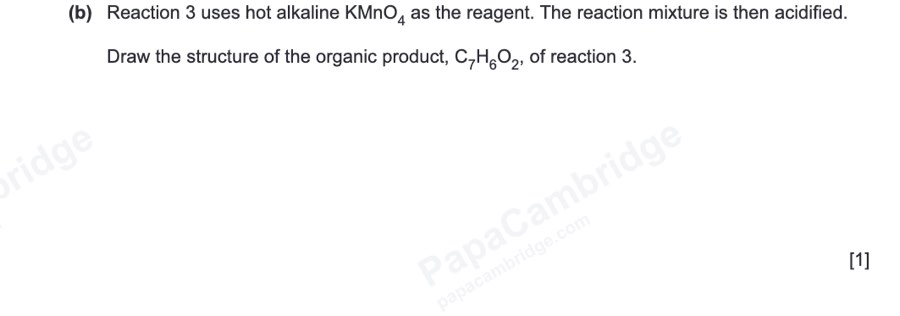 (b) Reaction 3 uses hot alkaline KMnO₄ as the reagent. The reaction mixture is then acidified.
Draw the structure of the organic product, C₇H₆O₂, of reaction 3.
ridge
PapaCambridge
papacambridge.com
[1]